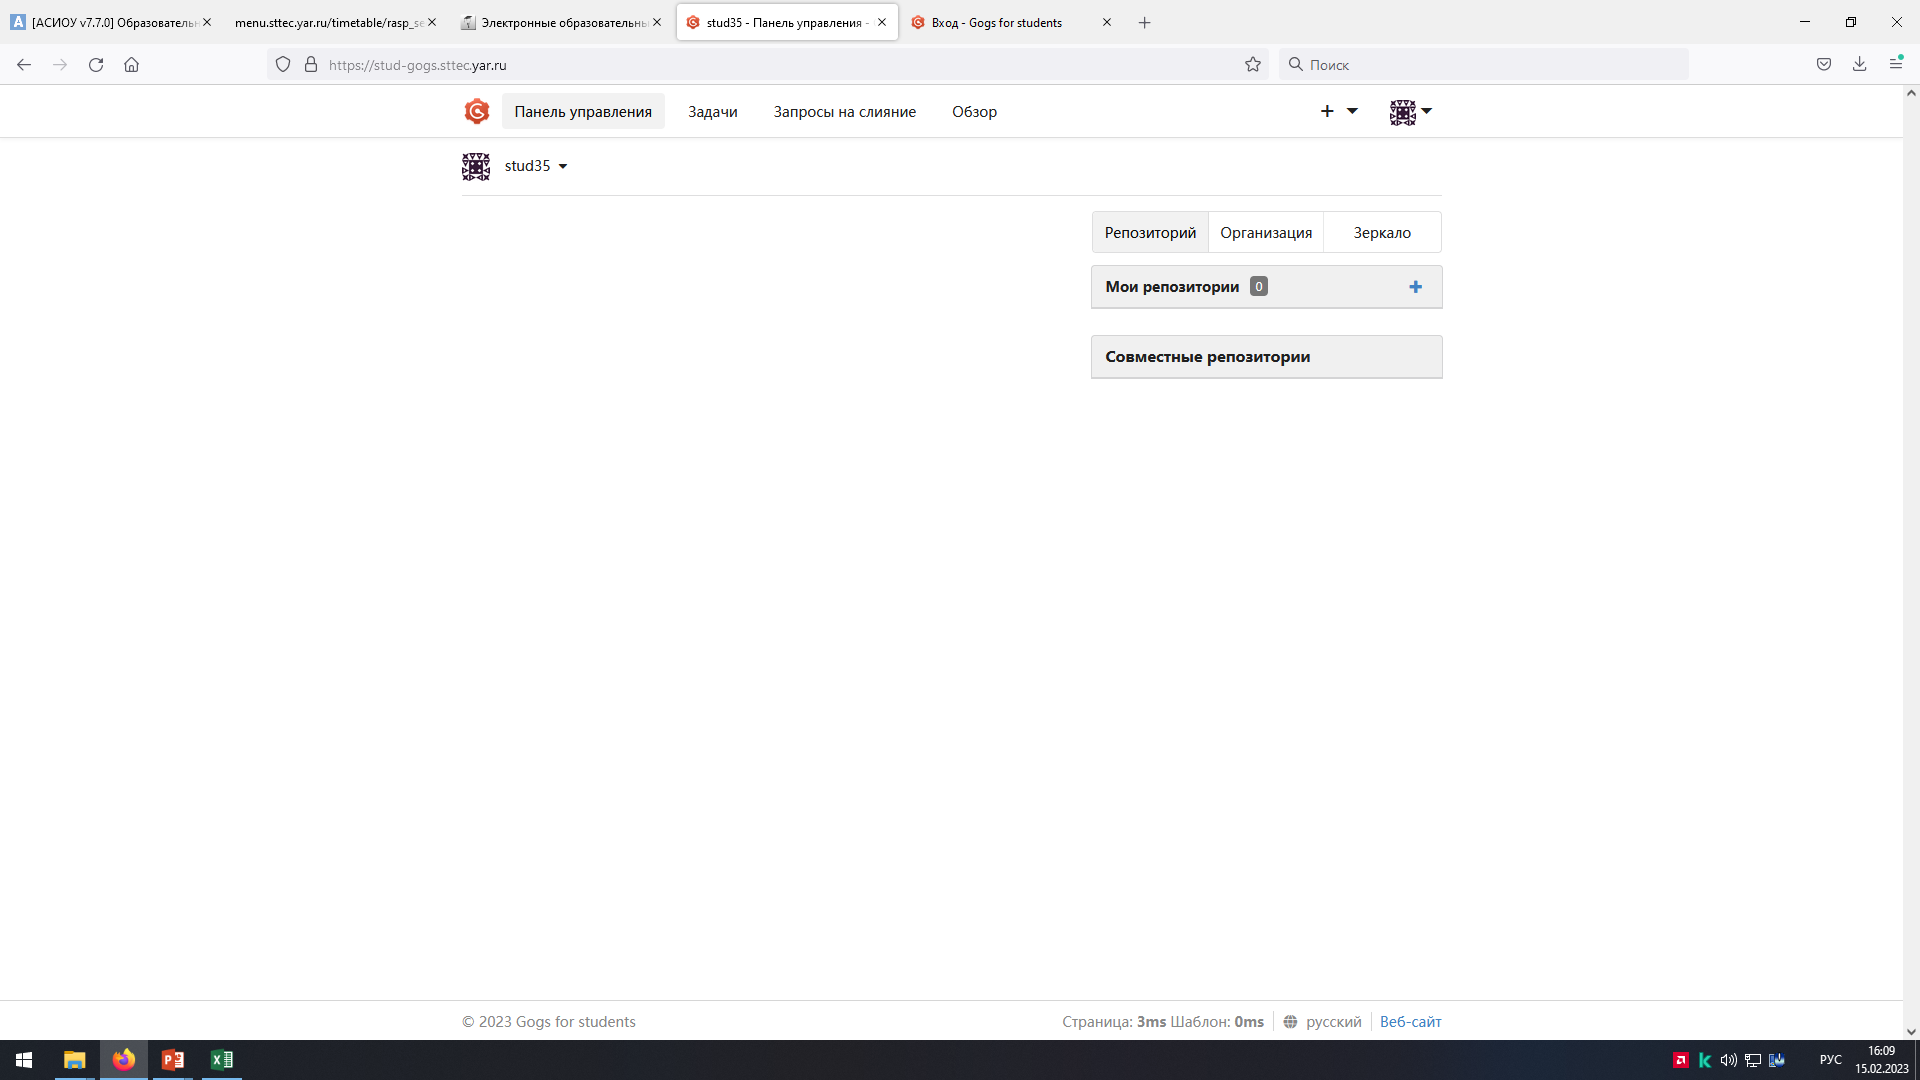 [АСИОУ v7.7.0] Образователь
menu.sttec.yar.ru/timetable/rasp_se
Электронные образовательны
stud35 - Панель управления -
Вход - Gogs for students
https://stud-gogs.sttec.yar.ru
Поиск
Панель управления
Задачи
Запросы на слияние
Обзор
stud35
Репозиторий
Организация
Зеркало
Мои репозитории 0
Совместные репозитории
© 2023 Gogs for students
Страница: 3ms Шаблон: 0ms
русский
Веб-сайт
РУС
16:09
15.02.2023